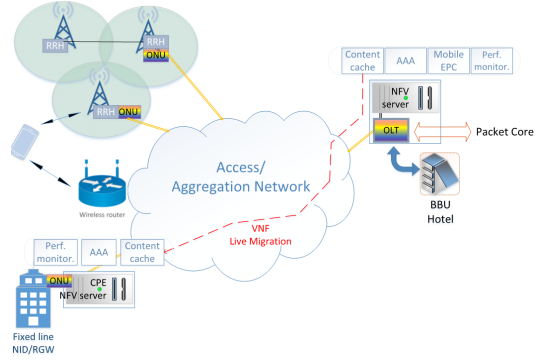 RRH
RRH
ONU
RRH
ONU
Wireless router
Access/
Aggregation Network
VNF
Live Migration
Content
cache
AAA
Mobile
EPC
Perf.
monitor.
NFV
server
OLT
Packet Core
BBU
Hotel
Perf.
monitor.
AAA
Content
cache
ONU
CPE
NFV server
Fixed line
NID/RGW